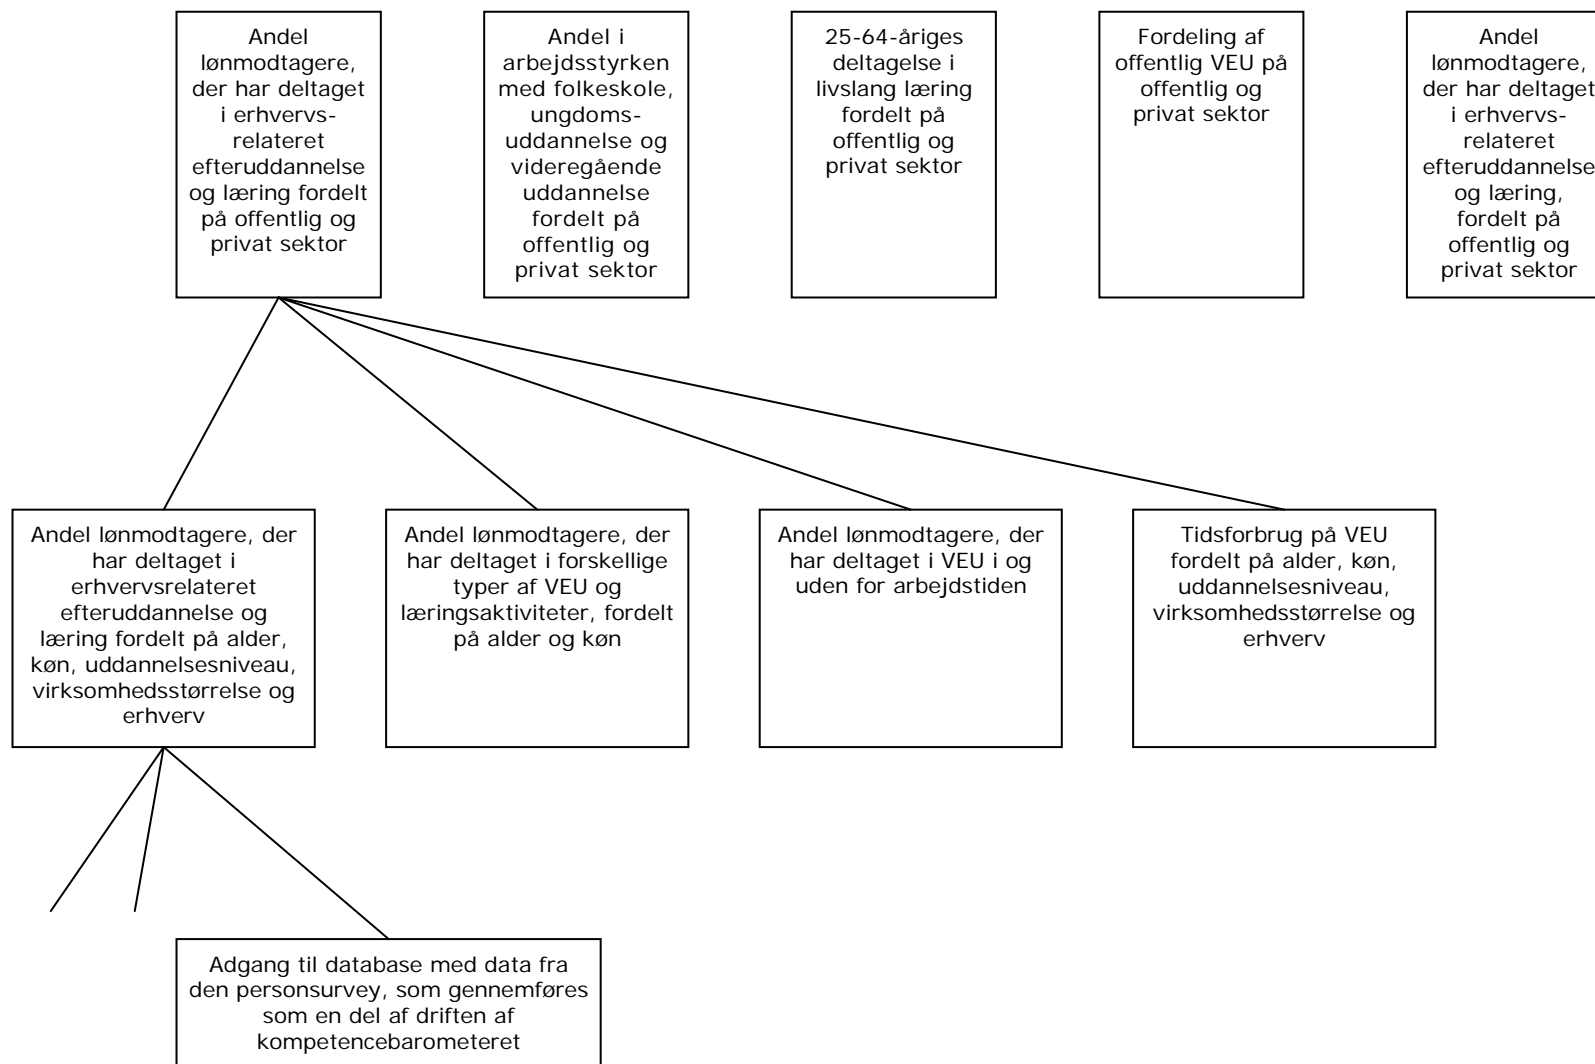 Andel
lønmodtagere,
der har deltaget
i erhvervs-
relateret
efteruddannelse
og læring fordelt
på offentlig og
privat sektor
Andel i
arbejdsstyrken
med folkeskole,
ungdoms-
uddannelse og
videregående
uddannelse
fordelt på
offentlig og
privat sektor
25-64-åriges
deltagelse i
livslang læring
fordelt på
offentlig og
privat sektor
Fordeling af
offentlig VEU på
offentlig og
privat sektor
Andel
lønmodtagere,
der har deltaget
i erhvervs-
relateret
efteruddannelse
og læring,
fordelt på
offentlig og
privat sektor
Andel lønmodtagere, der
har deltaget i
erhvervsrelateret
efteruddannelse og
læring fordelt på alder,
køn, uddannelsesniveau,
virksomhedsstørrelse og
erhverv
Andel lønmodtagere, der
har deltaget i forskellige
typer af VEU og
læringsaktiviteter, fordelt
på alder og køn
Andel lønmodtagere, der
har deltaget i VEU i og
uden for arbejdstiden
Tidsforbrug på VEU
fordelt på alder, køn,
uddannelsesniveau,
virksomhedsstørrelse og
erhverv
Adgang til database med data fra
den personsurvey, som gennemføres
som en del af driften af
kompetencebarometeret